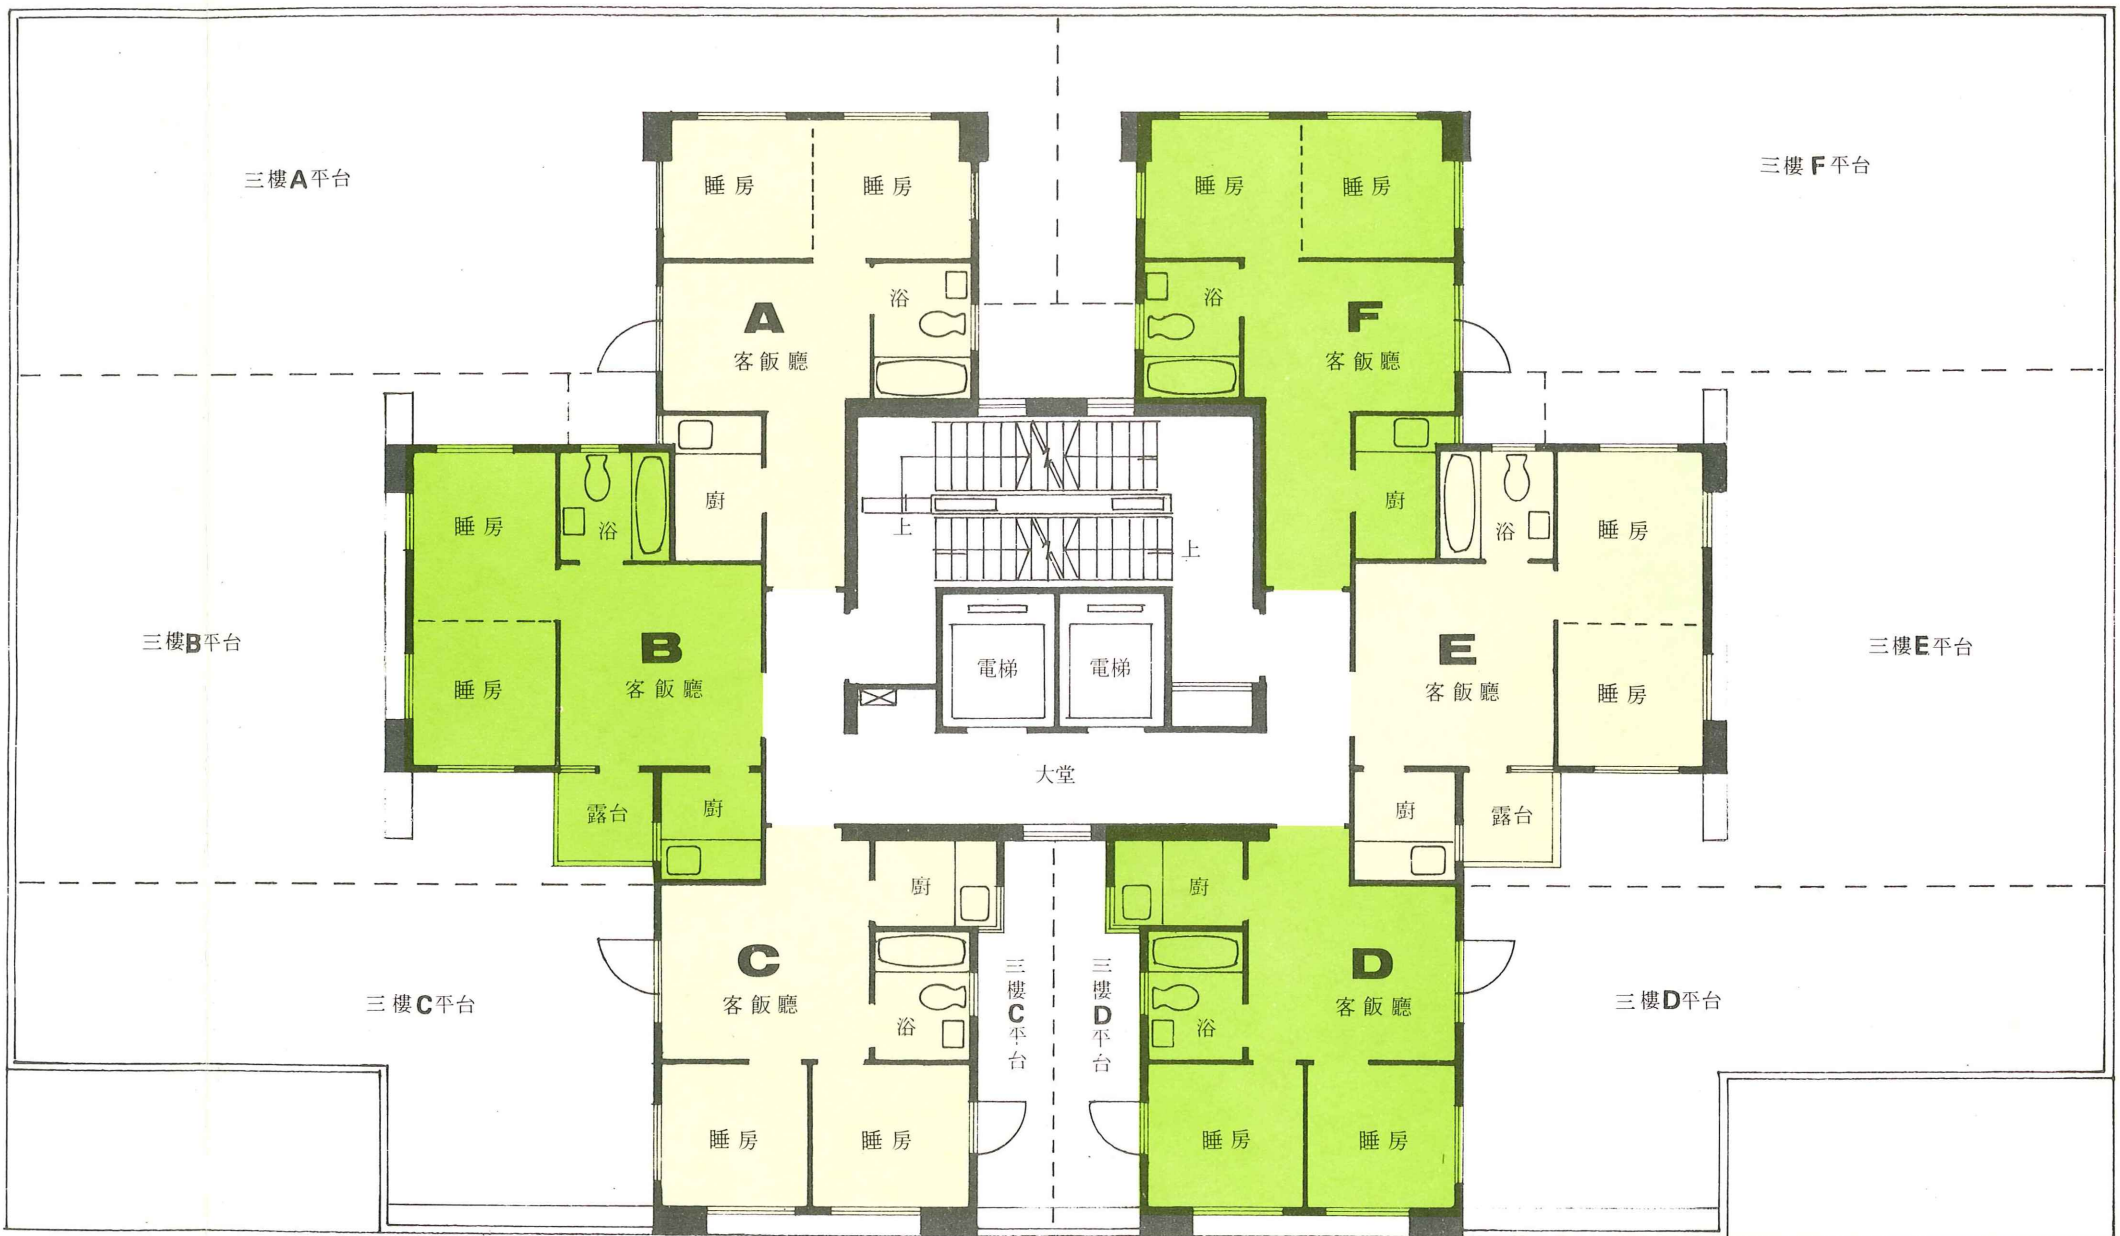 三樓A平台
三樓F平台
睡房
睡房
睡房
睡房
浴
浴
A
客飯廳
F
客飯廳
睡房
浴
廚
上
上
廚
浴
睡房
三樓B平台
B
客飯廳
睡房
電梯
電梯
E
客飯廳
睡房
三樓E平台
大堂
露台
廚
廚
露台
廚
廚
C
客飯廳
浴
三樓C平台
三樓C平台
三樓D平台
D
客飯廳
浴
三樓D平台
睡房
睡房
睡房
睡房